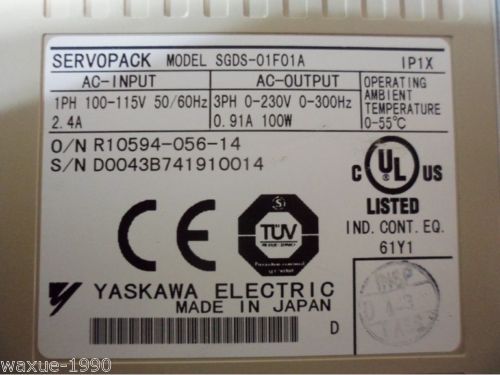 SERVOPACK MODEL SGDS-01F01A IP1X
AC-INPUT AC-OUTPUT OPERATING
AMBIENT
TEMPERATURE
0-55℃
1PH 100-115V 50/60Hz 3PH 0-230V 0-300Hz
2.4A 0.91A 100W
O/N R10594-056-14
S/N D0043B741910014
C UL US
LISTED
IND. CONT. EQ.
61Y1
CE
TÜV
YASKAWA ELECTRIC
MADE IN JAPAN
D
INSP
waxue-1990